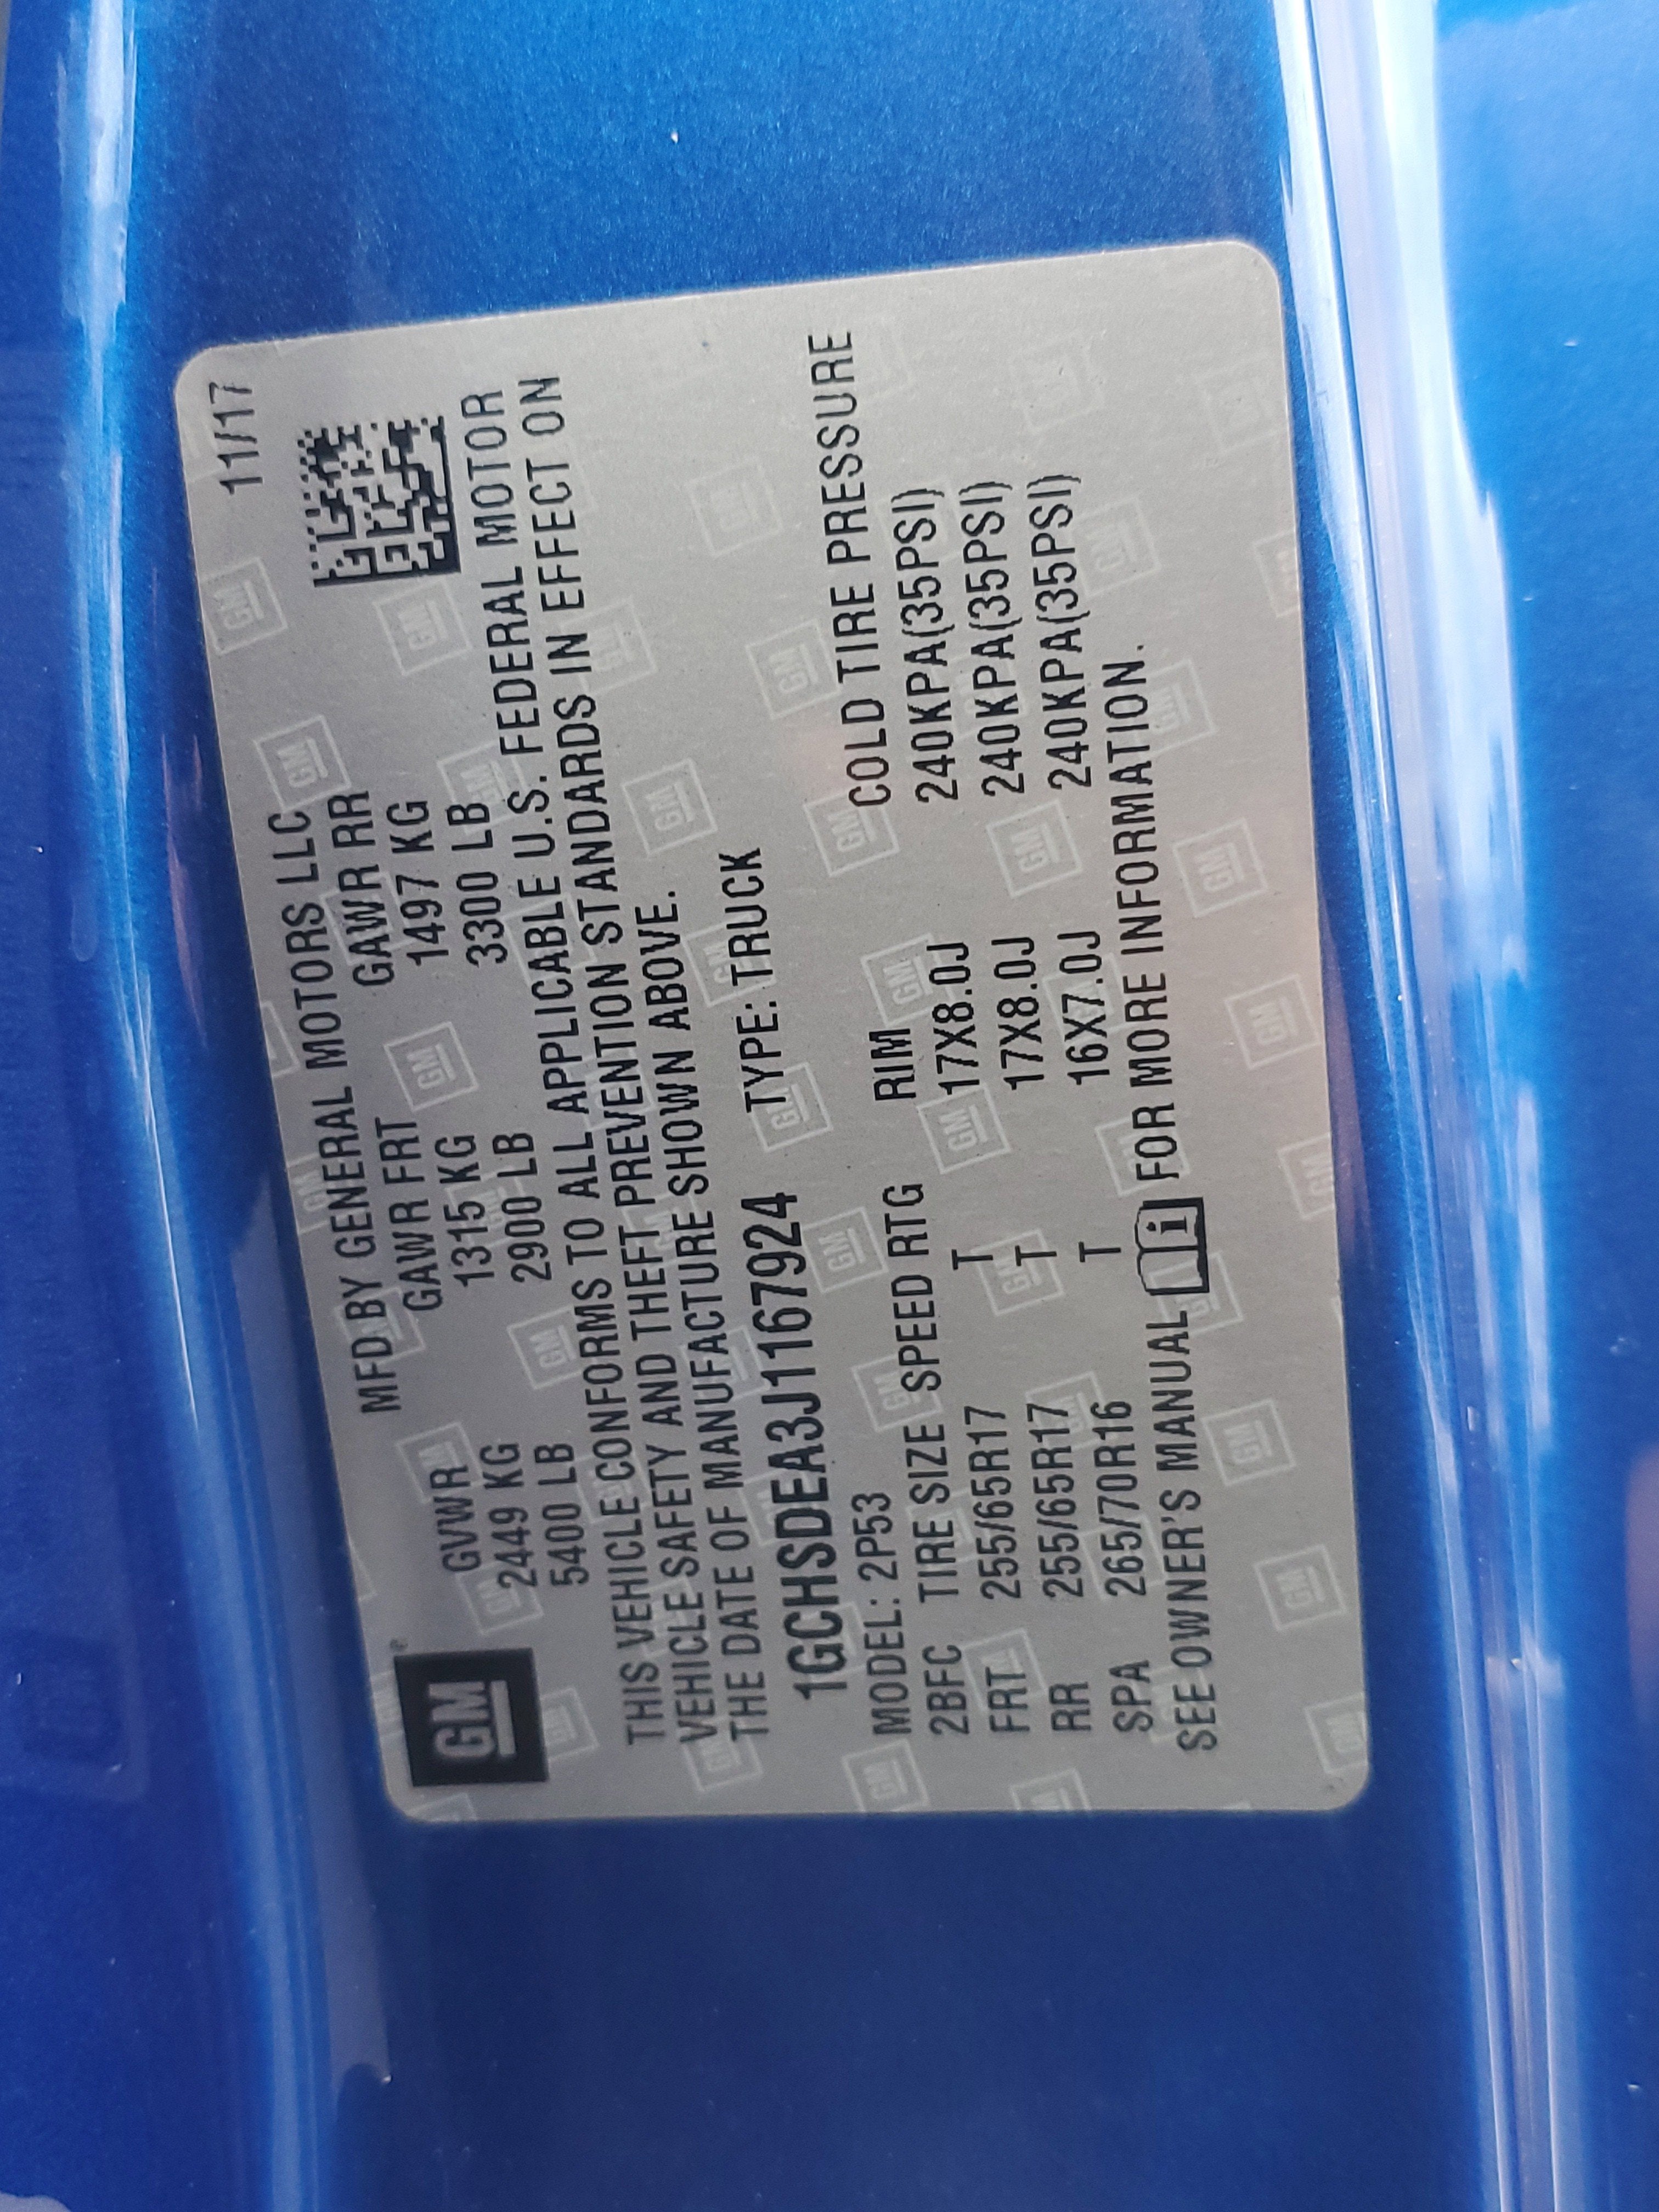 11/17
MFD BY GENERAL MOTORS LLC
GM
GVWR GAWR FRT GAWR RR
2449 KG 1315 KG 1497 KG
5400 LB 2900 LB 3300 LB
THIS VEHICLE CONFORMS TO ALL APPLICABLE U.S. FEDERAL MOTOR
VEHICLE SAFETY AND THEFT PREVENTION STANDARDS IN EFFECT ON
THE DATE OF MANUFACTURE SHOWN ABOVE.
1GCHSDEA3J1167924 TYPE: TRUCK
MODEL: 2P53
2BFC TIRE SIZE SPEED RTG RIM COLD TIRE PRESSURE
FRT 255/65R17 T 17X8.0J 240KPA(35PSI)
RR 255/65R17 T 17X8.0J 240KPA(35PSI)
SPA 265/70R16 T 16X7.0J 240KPA(35PSI)
SEE OWNER'S MANUAL i FOR MORE INFORMATION.